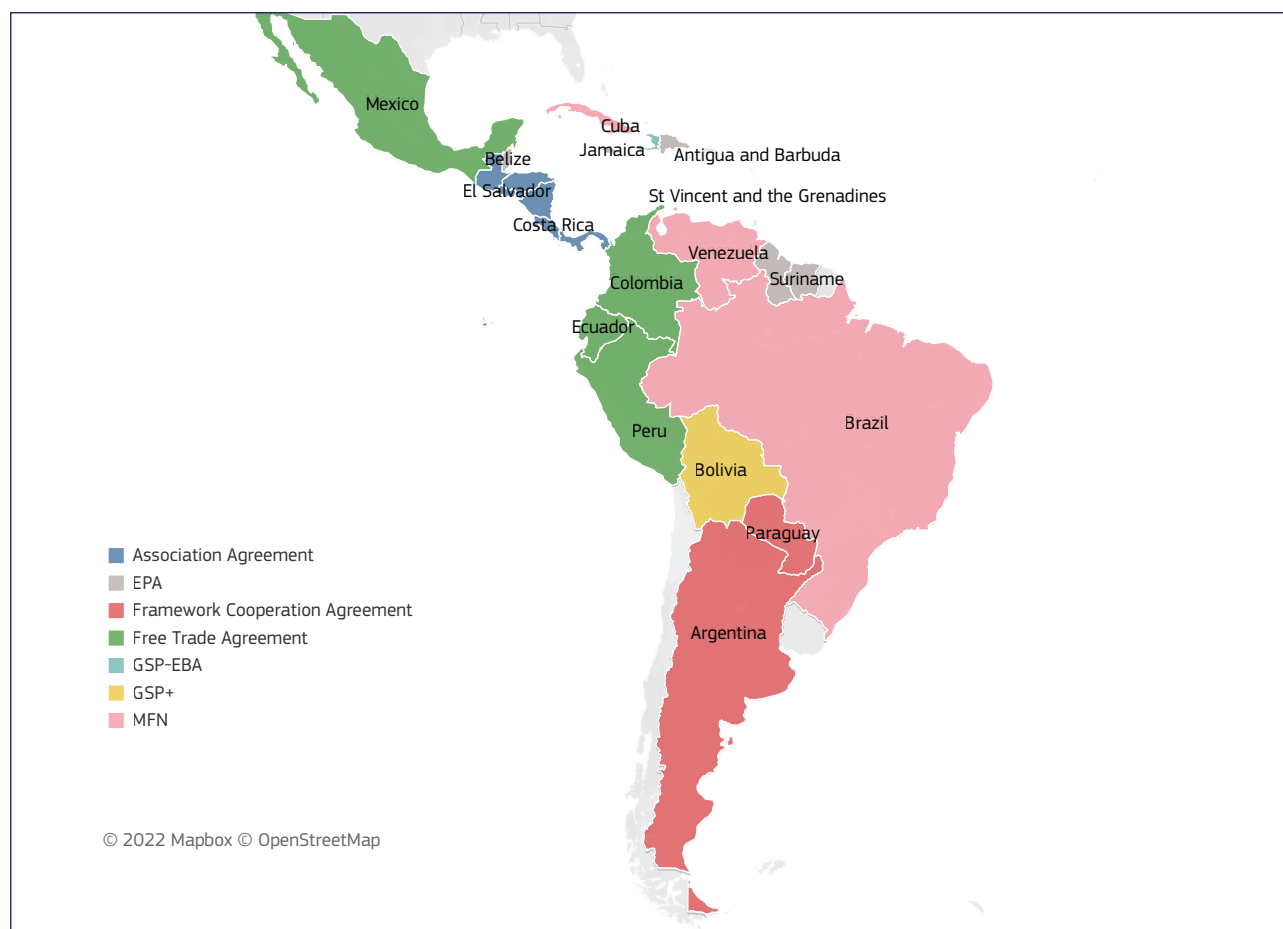 Mexico
Cuba
Jamaica
Antigua and Barbuda
Belize
El Salvador
St Vincent and the Grenadines
Costa Rica
Venezuela
Suriname
Colombia
Ecuador
Brazil
Peru
Bolivia
Paraguay
Argentina
Association Agreement
EPA
Framework Cooperation Agreement
Free Trade Agreement
GSP-EBA
GSP+
MFN
© 2022 Mapbox © OpenStreetMap